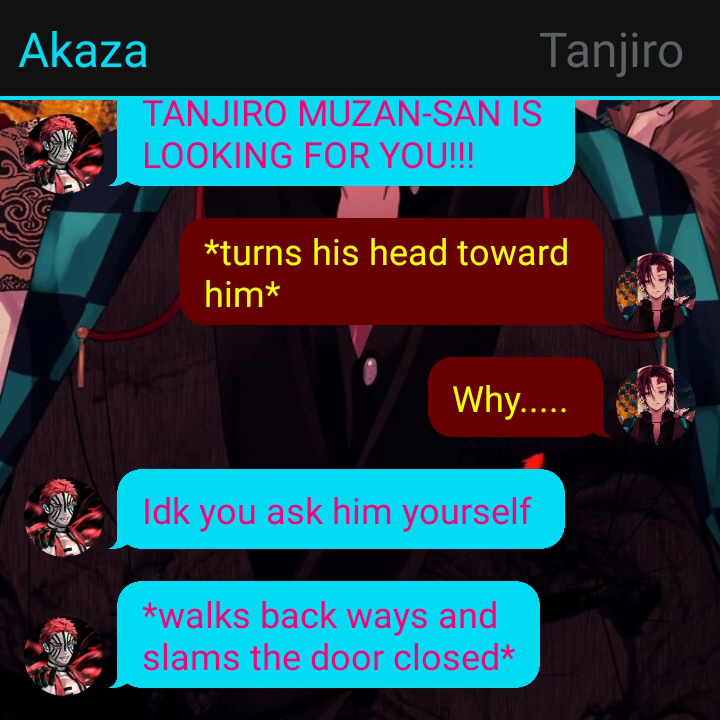 Akaza
Tanjiro
TANJIRO MUZAN-SAN IS
LOOKING FOR YOU!!!
*turns his head toward
him*
Why.....
Idk you ask him yourself
*walks back ways and
slams the door closed*